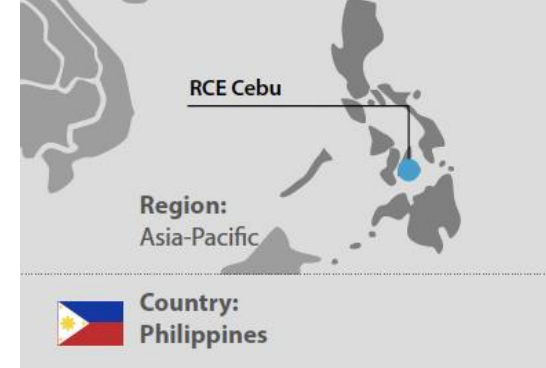 RCE Cebu
Region:
Asia-Pacific
Country:
Philippines